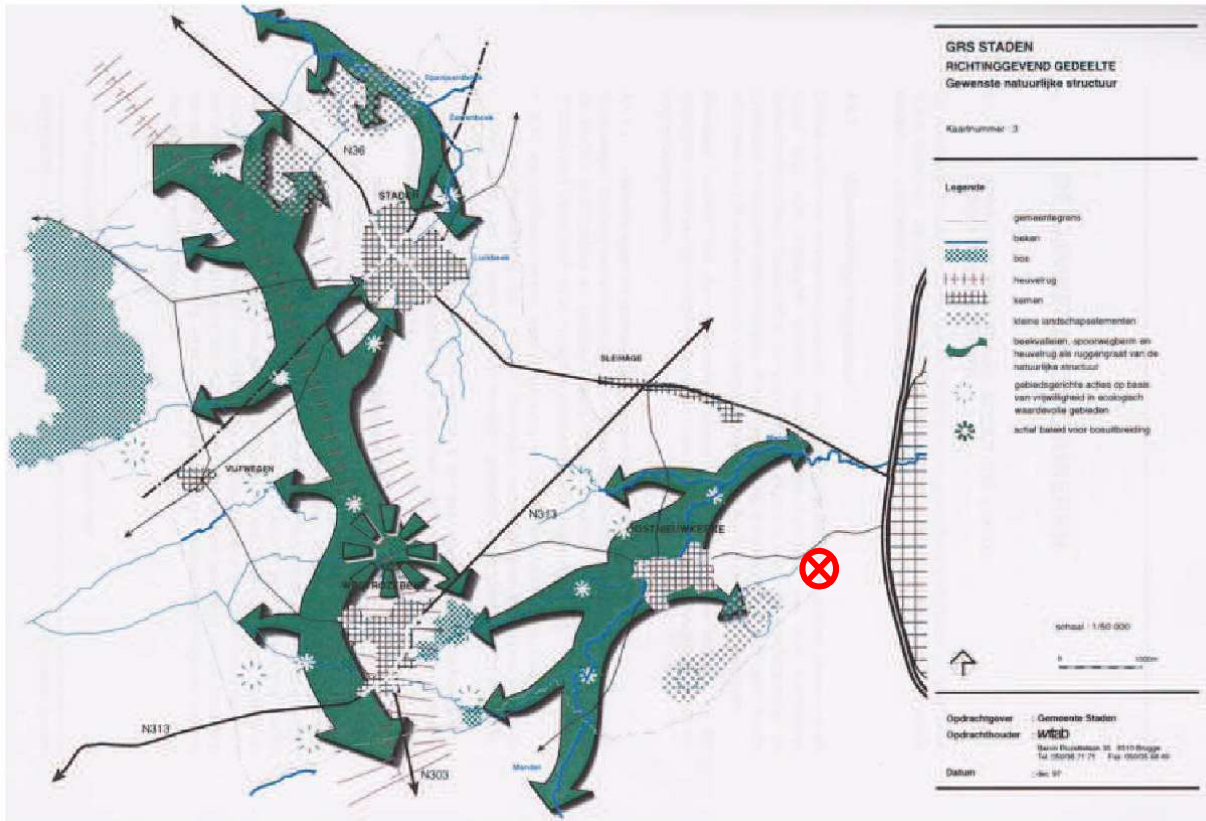 GRS STADEN
RICHTINGGEVEND GEDEELTE
Gewenste natuurlijke structuur
Kaartnummer : 3
Legende
gemeentegrens
beken
bos
heuvelrug
kernen
kleine landschapselementen
beekvalleien, spoorwegberm en
heuvelrug als ruggengraat van de
natuurlijke structuur
gebiedsgerichte acties op basis
van vrijwilligheid in ecologisch
waardevolle gebieden
actief beleid voor bosuitbreiding
schaal : 1/50 000
0 1000m
Opdrachtgever : Gemeente Staden
Opdrachthouder : wvi
Datum : dec 97
N36
STADEN
SLEIHAGE
VIJFWEGEN
N313
OOSTNIEUWKERKE
WESTROZEBEKE
N313
N303
Mandel